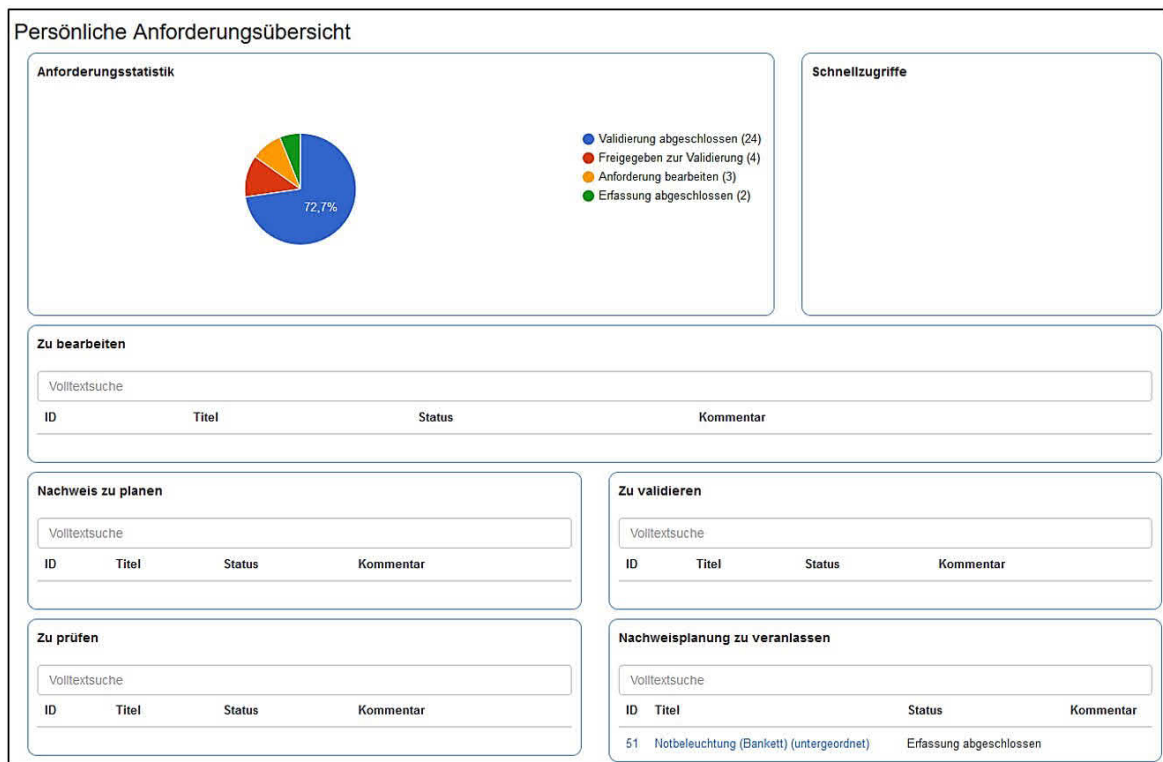 Persönliche Anforderungsübersicht
Anforderungsstatistik
72,7%
Validierung abgeschlossen (24)
Freigegeben zur Validierung (4)
Anforderung bearbeiten (3)
Erfassung abgeschlossen (2)
Schnellzugriffe
Zu bearbeiten
Volltextsuche
ID Titel Status Kommentar
Nachweis zu planen
Volltextsuche
ID Titel Status Kommentar
Zu validieren
Volltextsuche
ID Titel Status Kommentar
Zu prüfen
Volltextsuche
ID Titel Status Kommentar
Nachweisplanung zu veranlassen
Volltextsuche
ID Titel Status Kommentar
51 Notbeleuchtung (Bankett) (untergeordnet) Erfassung abgeschlossen